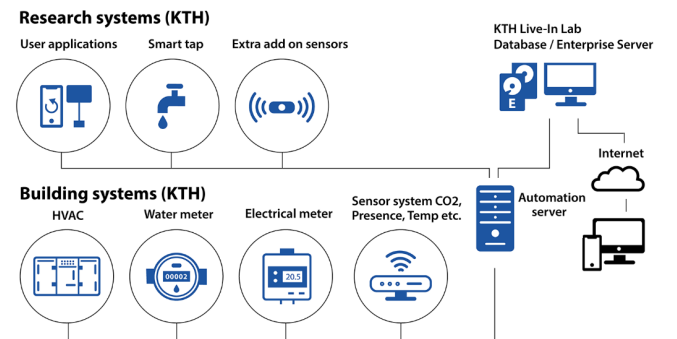 Research systems (KTH)
User applications
Smart tap
Extra add on sensors
KTH Live-In Lab
Database / Enterprise Server
E
Internet
Building systems (KTH)
HVAC
Water meter
Electrical meter
Sensor system CO2,
Presence, Temp etc.
Automation
server
00002
20.5